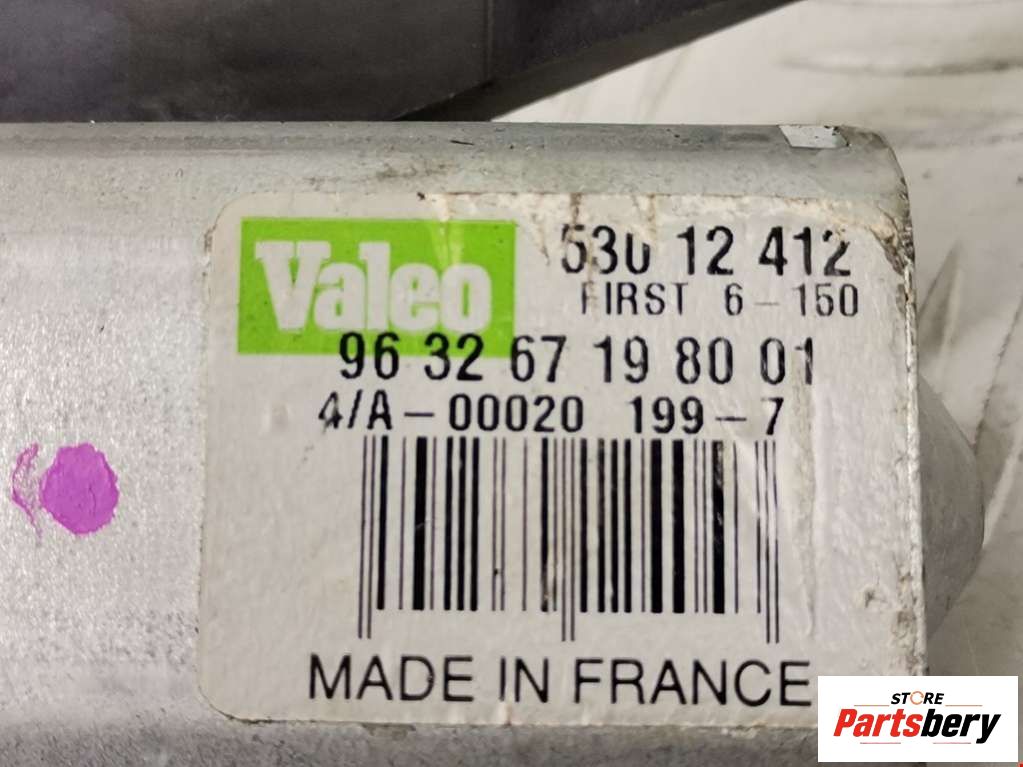 Valeo
530 12 412
FIRST 6-150
96 32 67 19 80 01
4/A-00020 199-7
MADE IN FRANCE
STORE
Partsbery